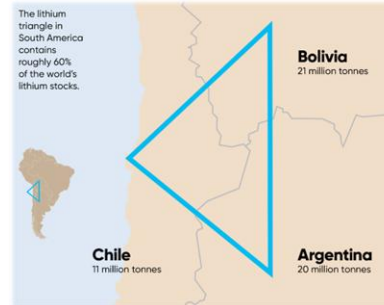 The lithium
triangle in
South America
contains
roughly 60%
of the world's
lithium stocks.
Bolivia
21 million tonnes
Chile
11 million tonnes
Argentina
20 million tonnes